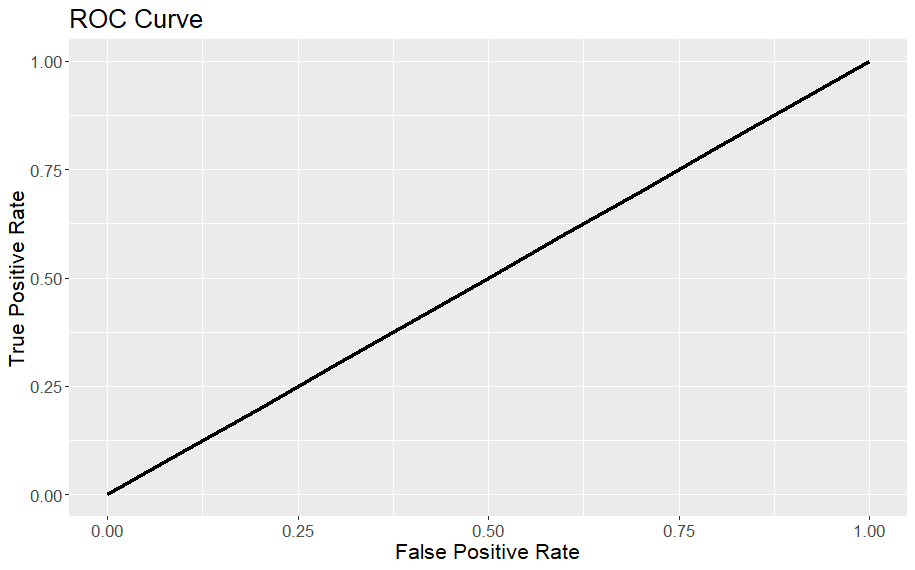 ROC Curve
True Positive Rate
1.00
0.75
0.50
0.25
0.00
0.00 0.25 0.50 0.75 1.00
False Positive Rate